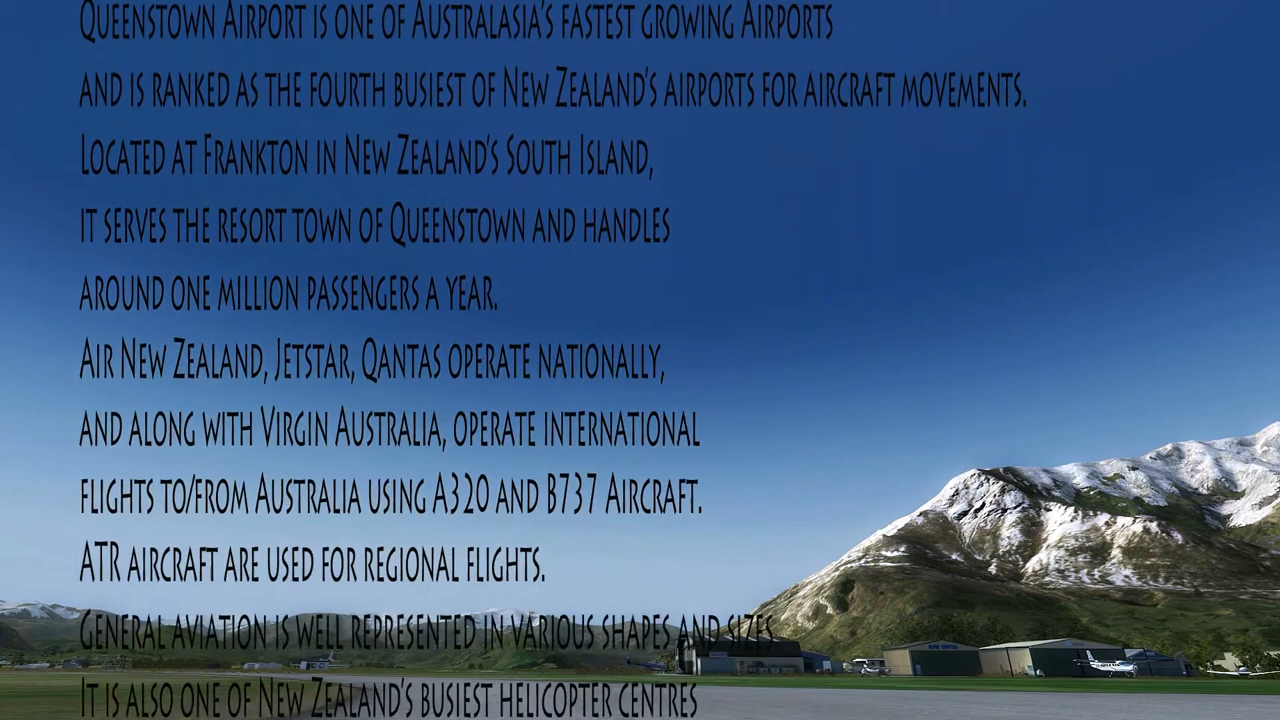 Queenstown Airport is one of Australasia's fastest growing Airports
and is ranked as the fourth busiest of New Zealand's airports for aircraft movements.
Located at Frankton in New Zealand's South Island,
it serves the resort town of Queenstown and handles
around one million passengers a year.
Air New Zealand, Jetstar, Qantas operate nationally,
and along with Virgin Australia, operate international
flights to/from Australia using A320 and B737 Aircraft.
ATR aircraft are used for regional flights.
General aviation is well represented in various shapes and sizes
It is also one of New Zealand's busiest helicopter centres